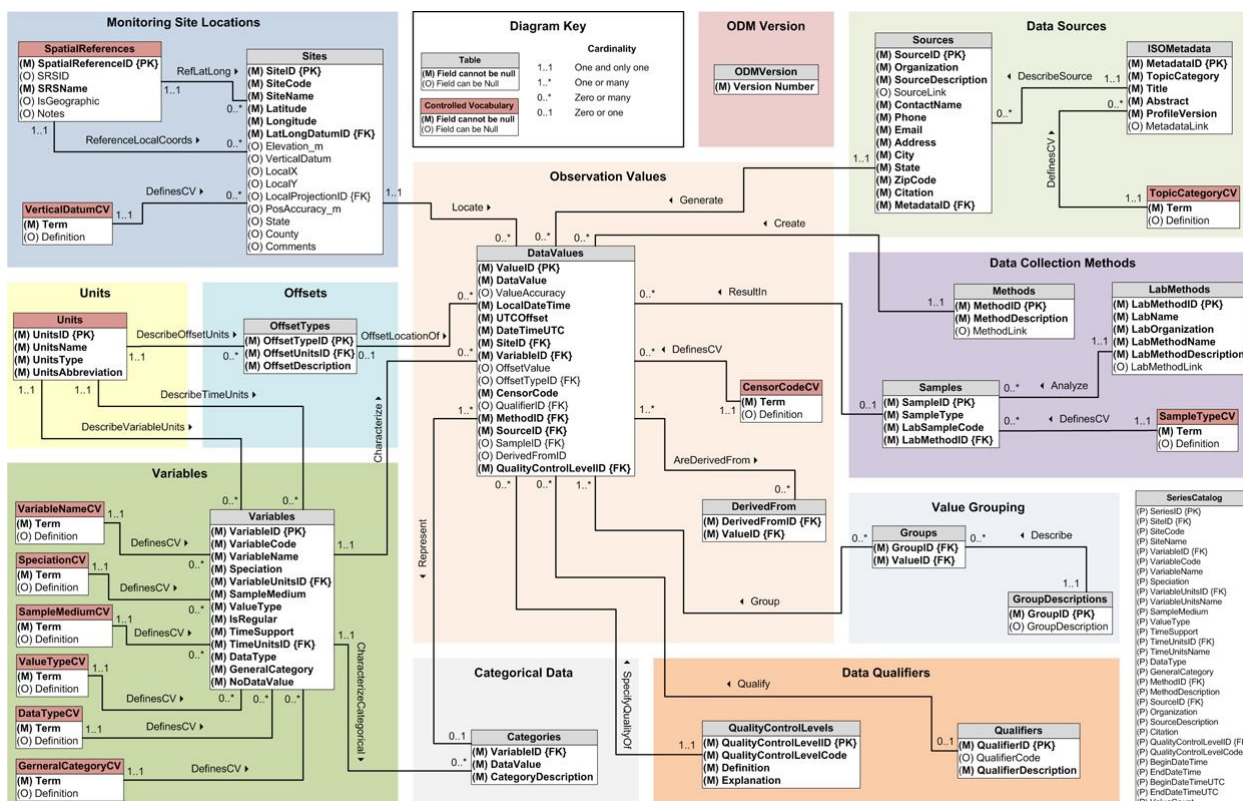 Monitoring Site Locations
SpatialReferences
(M) SpatialReferenceID {PK}
(O) SRSID
(M) SRSName
(O) IsGeographic
(O) Notes
RefLatLong
1..1
0..*
1..1
ReferenceLocalCoords
0..*
Sites
(M) SiteID {PK}
(M) SiteCode
(M) SiteName
(M) Latitude
(M) Longitude
(M) LatLongDatumID {FK}
(O) Elevation_m
(O) VerticalDatum
(O) LocalX
(O) LocalY
(O) LocalProjectionID {FK}
(O) PosAccuracy_m
(O) State
(O) County
(O) Comments
DefinesCV
0..*
1..1
VerticalDatumCV
(M) Term
(O) Definition
1..1
Diagram Key
Table
(M) Field cannot be null
(O) Field can be Null
Controlled Vocabulary
(M) Field cannot be null
(O) Field can be Null
Cardinality
1..1 One and only one
1..* One or many
0..* Zero or many
0..1 Zero or one
ODM Version
ODMVersion
(M) Version Number
Data Sources
Sources
(M) SourceID {PK}
(M) Organization
(M) SourceDescription
(O) SourceLink
(M) ContactName
(M) Phone
(M) Email
(M) Address
(M) City
(M) State
(M) ZipCode
(M) Citation
(M) MetadataID {FK}
DescribeSource
1..1
0..*
0..*
1..1
ISOMetadata
(M) MetadataID {PK}
(M) TopicCategory
(M) Title
(M) Abstract
(M) ProfileVersion
(O) MetadataLink
DefinesCV
1..1
TopicCategoryCV
(M) Term
(O) Definition
Observation Values
Locate
Generate
Create
0..*
0..*
0..*
DataValues
(M) ValueID {PK}
(M) DataValue
(O) ValueAccuracy
(M) LocalDateTime
(M) UTCOffset
(M) DateTimeUTC
(M) SiteID {FK}
(M) VariableID {FK}
(O) OffsetValue
(O) OffsetTypeID {FK}
(M) CensorCode
(O) QualifierID {FK}
(M) MethodID {FK}
(M) SourceID {FK}
(O) SampleID {FK}
(O) DerivedFromID
(M) QualityControlLevelID {FK}
0..*
0..*
1..*
0..*
0..*
1..*
0..*
0..*
1..*
ResultIn
DefinesCV
CensorCodeCV
(M) Term
(O) Definition
1..1
AreDerivedFrom
0..*
DerivedFrom
(M) DerivedFromID {FK}
(M) ValueID {FK}
Group
Represent
Data Collection Methods
Methods
(M) MethodID {PK}
(M) MethodDescription
(O) MethodLink
1..1
LabMethods
(M) LabMethodID {PK}
(M) LabName
(M) LabOrganization
(M) LabMethodName
(M) LabMethodDescription
(O) LabMethodLink
1..1
Analyze
0..*
Samples
(M) SampleID {PK}
(M) SampleType
(M) LabSampleCode
(M) LabMethodID {FK}
0..1
0..*
DefinesCV
1..1
SampleTypeCV
(M) Term
(O) Definition
Units
Units
(M) UnitsID {PK}
(M) UnitsName
(M) UnitsType
(M) UnitsAbbreviation
1..1
1..1
1..1
DescribeOffsetUnits
0..*
DescribeTimeUnits
DescribeVariableUnits
Offsets
OffsetTypes
(M) OffsetTypeID {PK}
(M) OffsetUnitsID {FK}
(M) OffsetDescription
OffsetLocationOf
0..1
Characterize
Variables
VariableNameCV
(M) Term
(O) Definition
1..1
DefinesCV
0..*
SpeciationCV
(M) Term
(O) Definition
1..1
DefinesCV
0..*
SampleMediumCV
(M) Term
(O) Definition
1..1
DefinesCV
0..*
ValueTypeCV
(M) Term
(O) Definition
1..1
DefinesCV
0..*
DataTypeCV
(M) Term
(O) Definition
1..1
DefinesCV
0..*
GerneralCategoryCV
(M) Term
(O) Definition
1..1
DefinesCV
0..*
0..*
0..*
Variables
(M) VariableID {PK}
(M) VariableCode
(M) VariableName
(M) Speciation
(M) VariableUnitsID {FK}
(M) SampleMedium
(M) ValueType
(M) IsRegular
(M) TimeSupport
(M) TimeUnitsID {FK}
(M) DataType
(M) GeneralCategory
(M) NoDataValue
1..1
1..1
CharacterizeCategorical
Categorical Data
0..1
0..*
Categories
(M) VariableID {FK}
(M) DataValue
(M) CategoryDescription
SpecifyQualityOf
Data Qualifiers
Qualify
1..1
QualityControlLevels
(M) QualityControlLevelID {PK}
(M) QualityControlLevelCode
(M) Definition
(M) Explanation
0..1
Qualifiers
(M) QualifierID {PK}
(O) QualifierCode
(M) QualifierDescription
Value Grouping
0..*
Groups
(M) GroupID {FK}
(M) ValueID {FK}
0..*
Describe
1..1
GroupDescriptions
(M) GroupID {PK}
(O) GroupDescription
SeriesCatalog
(P) SeriesID {PK}
(P) SiteID {FK}
(P) SiteCode
(P) SiteName
(P) VariableID {FK}
(P) VariableCode
(P) VariableName
(P) Speciation
(P) VariableUnitsID {FK}
(P) VariableUnitsName
(P) SampleMedium
(P) ValueType
(P) TimeSupport
(P) TimeUnitsID {FK}
(P) TimeUnitsName
(P) DataType
(P) GeneralCategory
(P) MethodID {FK}
(P) MethodDescription
(P) SourceID {FK}
(P) Organization
(P) SourceDescription
(P) Citation
(P) QualityControlLevelID {F
(P) QualityControlLevelCode
(P) BeginDateTime
(P) EndDateTime
(P) BeginDateTimeUTC
(P) EndDateTimeUTC